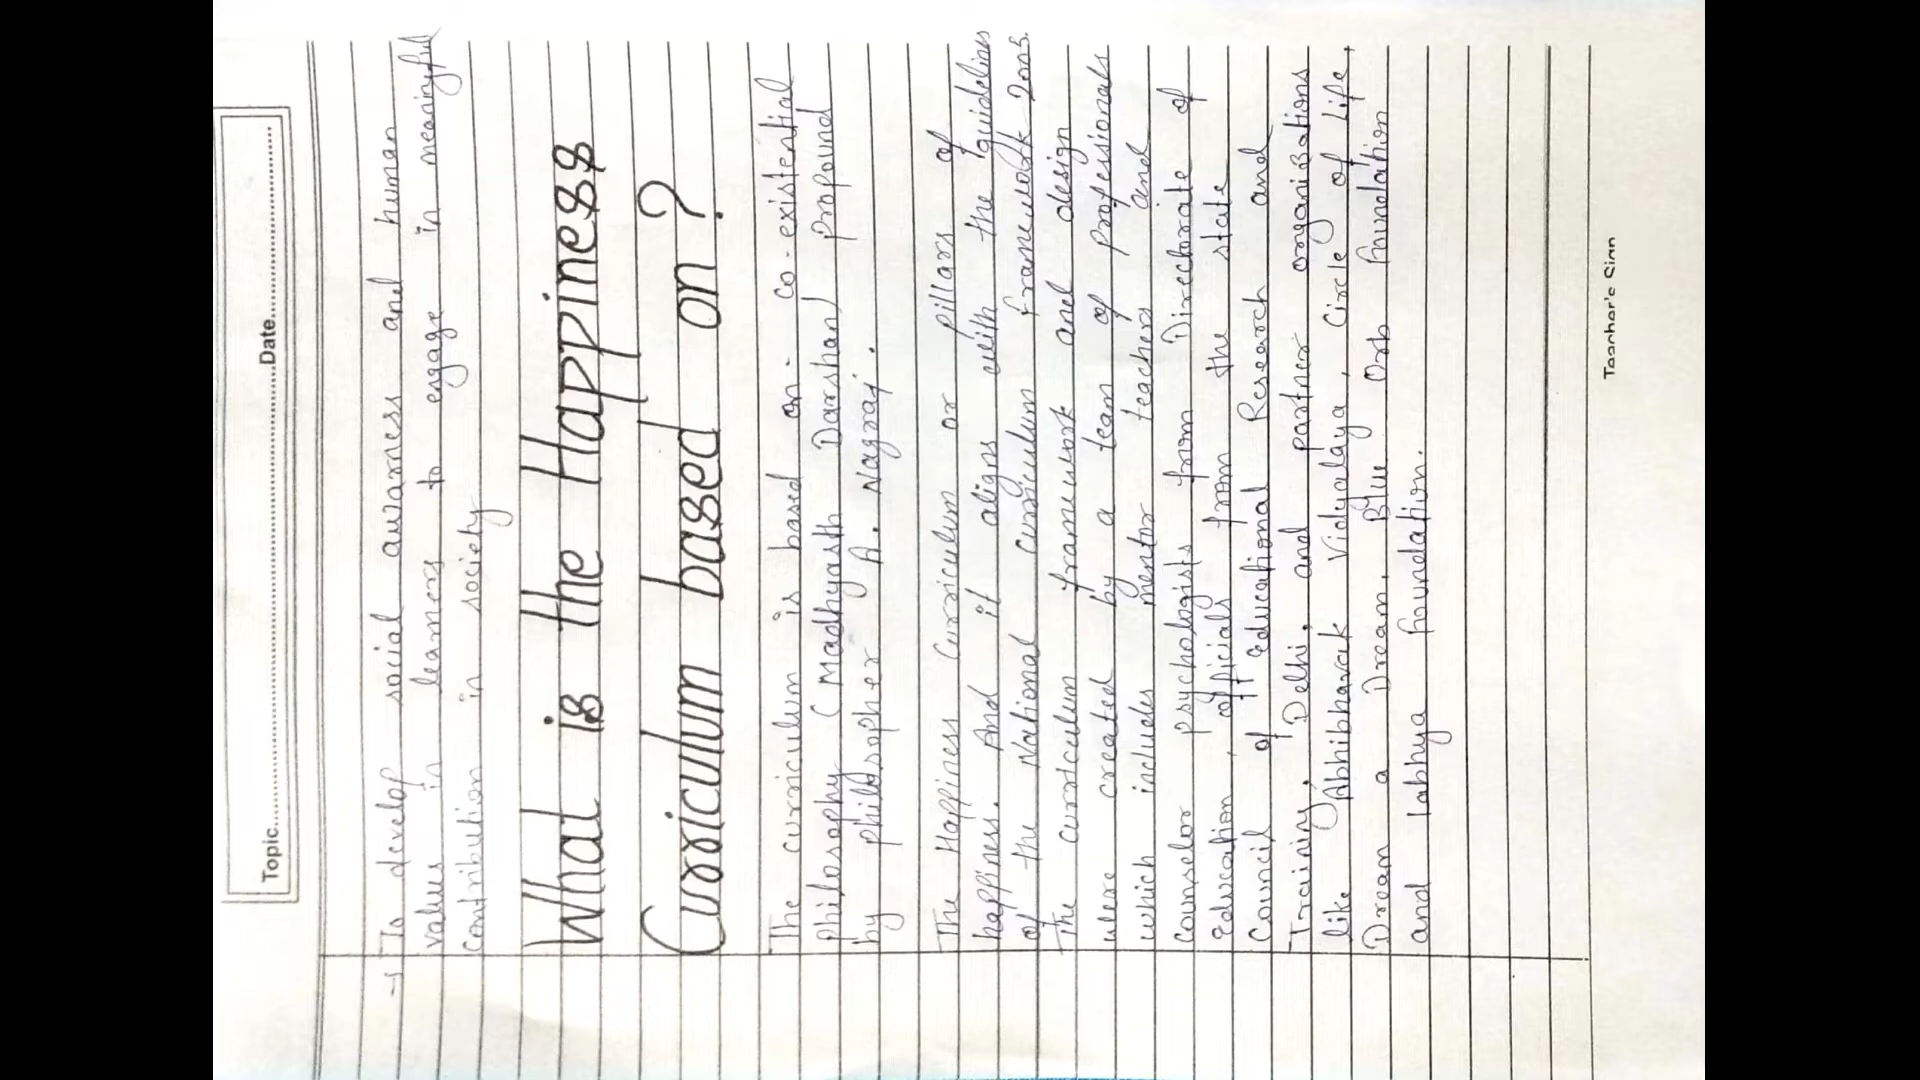 Topic........................Date........................
→ To develop social awarness and human
values in learners to engage in meaningful
contribution in society
What is the Happiness
Curriculum based on?
The curriculum is based on - co-existential
philosophy (Madhyasth Darshan) propound
by philosopher A. Nagraj.
The Happiness Curriculum or pillars of
happiness. And it aligns with the guidelines
of the National curriculum framework 2005.
The curriculum framework and design
were created by a team of professionals
which includes mentor teachers and
counselor psychologists from Directorate of
Education, officials from the state
Council of Educational Research and
Training, Delhi, and partner organisations
like Abhibhavak Vidyalaya, Circle of Life,
Dream a Dream, Blue Orb foundation
and labhya foundation.
Teacher's Sign